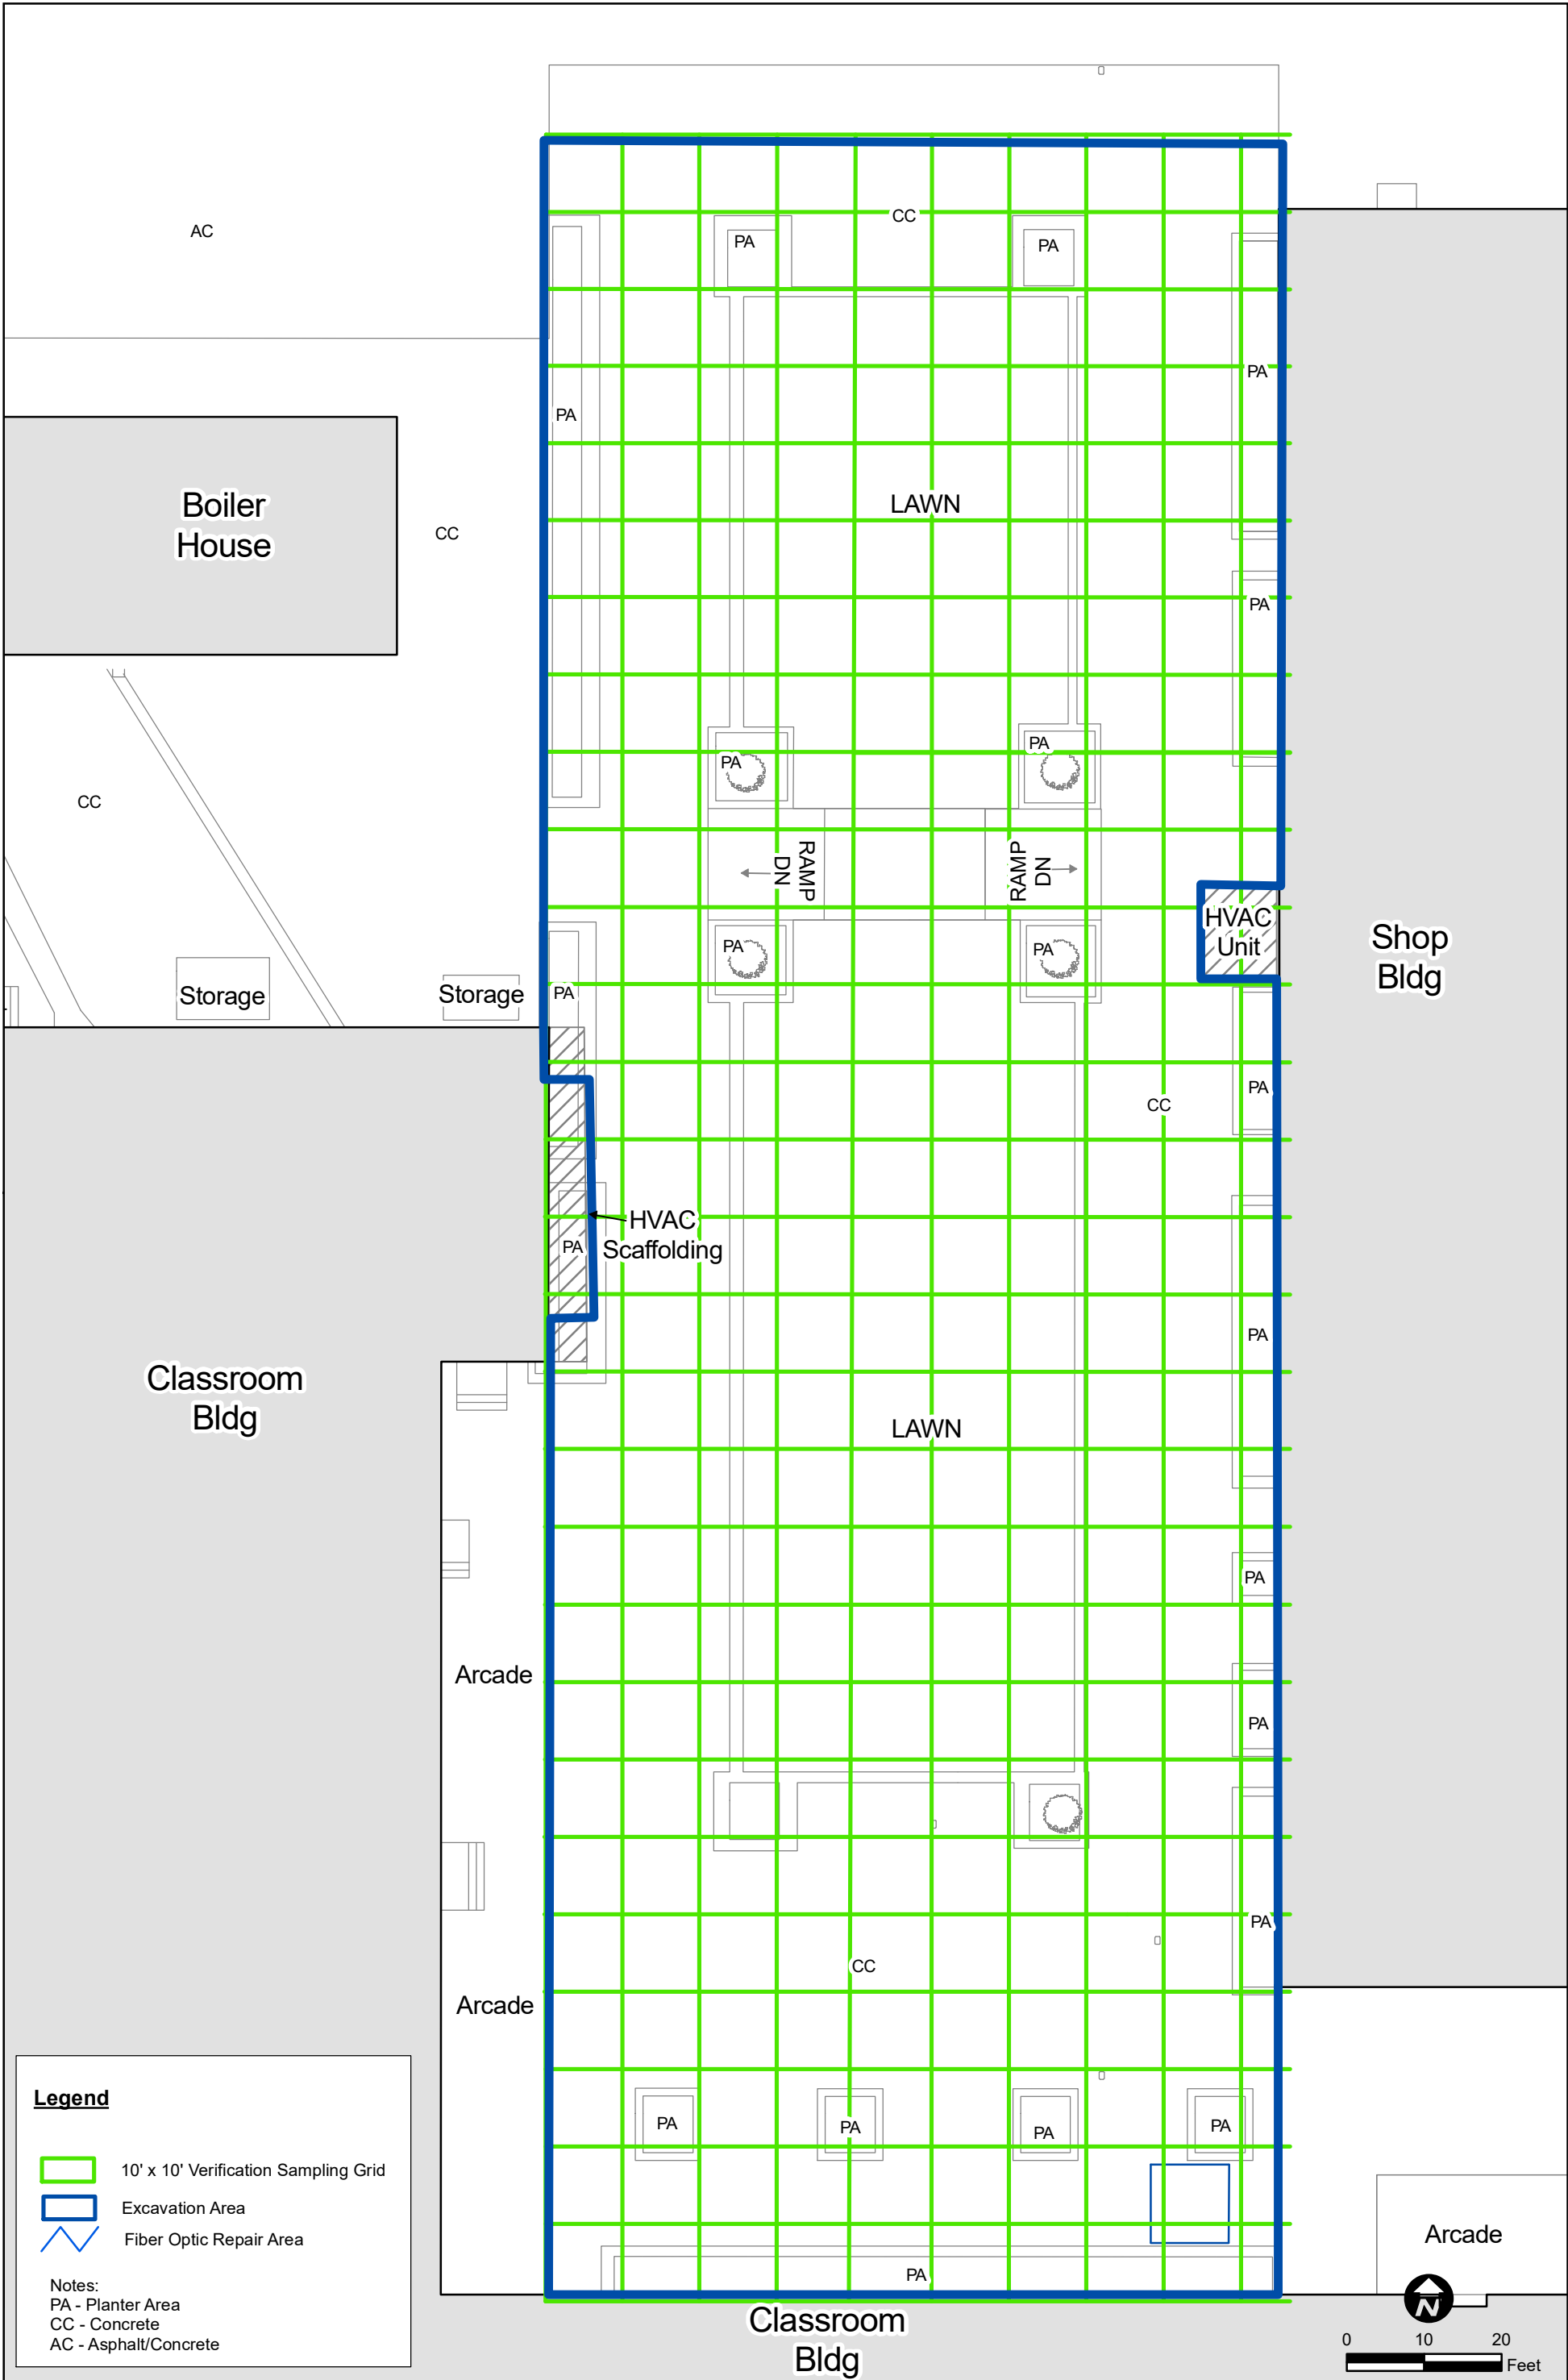 CC
AC
PA
PA
PA
PA
LAWN
Boiler
House
CC
PA
PA
PA
CC
RAMP
DN
RAMP
DN
HVAC
Unit
Shop
Bldg
PA
PA
Storage
Storage
PA
PA
CC
HVAC
Scaffolding
PA
PA
Classroom
Bldg
LAWN
PA
Arcade
PA
PA
CC
Arcade
PA
PA
PA
PA
Legend
10' x 10' Verification Sampling Grid
Excavation Area
Fiber Optic Repair Area
Notes:
PA - Planter Area
CC - Concrete
AC - Asphalt/Concrete
Arcade
PA
Classroom
Bldg
N
0 10 20
Feet